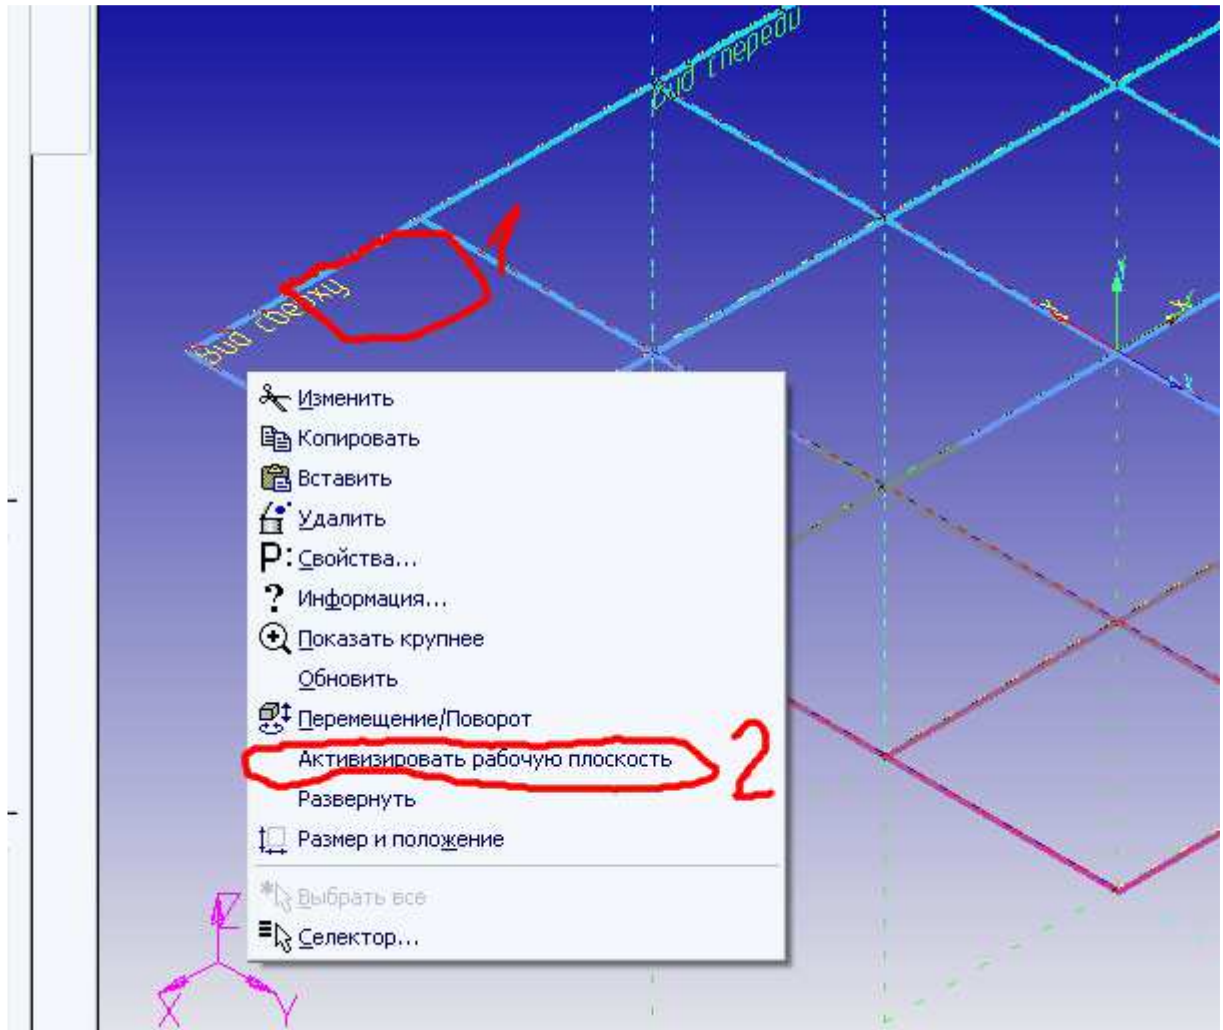 Вид спереди
1
Вид сверху
Y
X
Z
Изменить
Копировать
Вставить
Удалить
P: Свойства...
? Информация...
Показать крупнее
Обновить
Перемещение/Поворот
Активизировать рабочую плоскость 2
Развернуть
Размер и положение
Выбрать все
Селектор...
Z
X Y